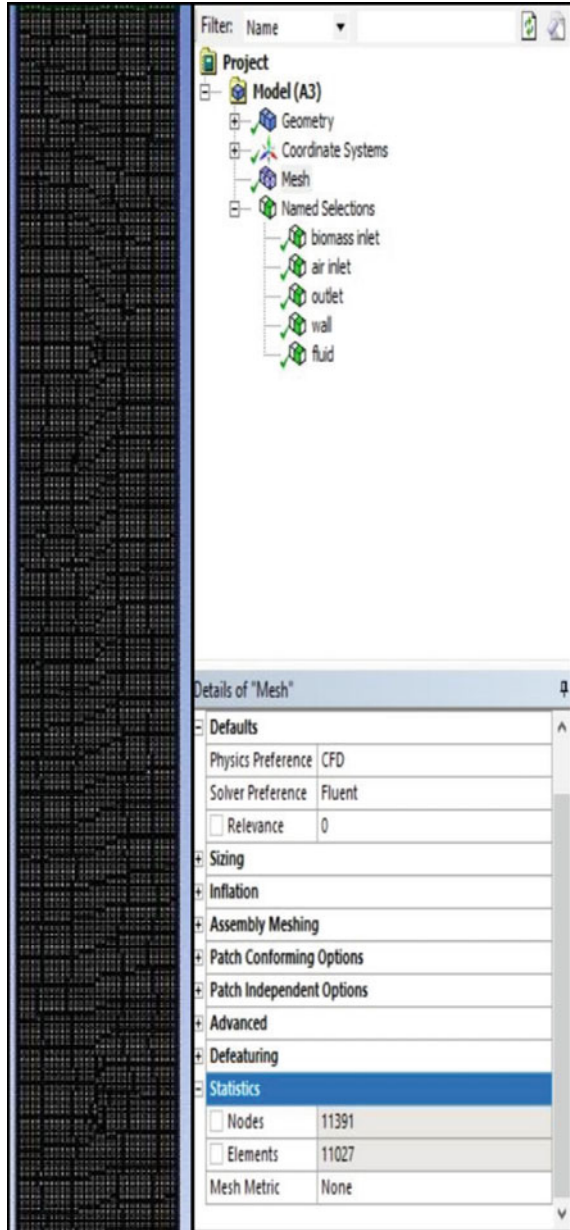 Filter: Name
Project
Model (A3)
Geometry
Coordinate Systems
Mesh
Named Selections
biomass inlet
air inlet
outlet
wall
fluid
Details of "Mesh"
Defaults
Physics Preference CFD
Solver Preference Fluent
Relevance 0
Sizing
Inflation
Assembly Meshing
Patch Conforming Options
Patch Independent Options
Advanced
Defeaturing
Statistics
Nodes 11391
Elements 11027
Mesh Metric None